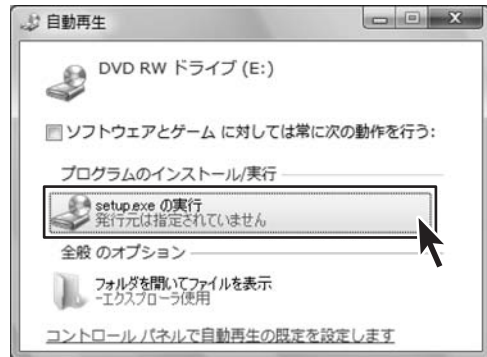 自動再生
DVD RW ドライブ (E:)
ソフトウェアとゲーム に対しては常に次の動作を行う:
プログラムのインストール/実行
setup.exe の実行
発行元は指定されていません
全般 のオプション
フォルダを開いてファイルを表示
-エクスプローラ使用
コントロール パネルで自動再生の既定を設定します